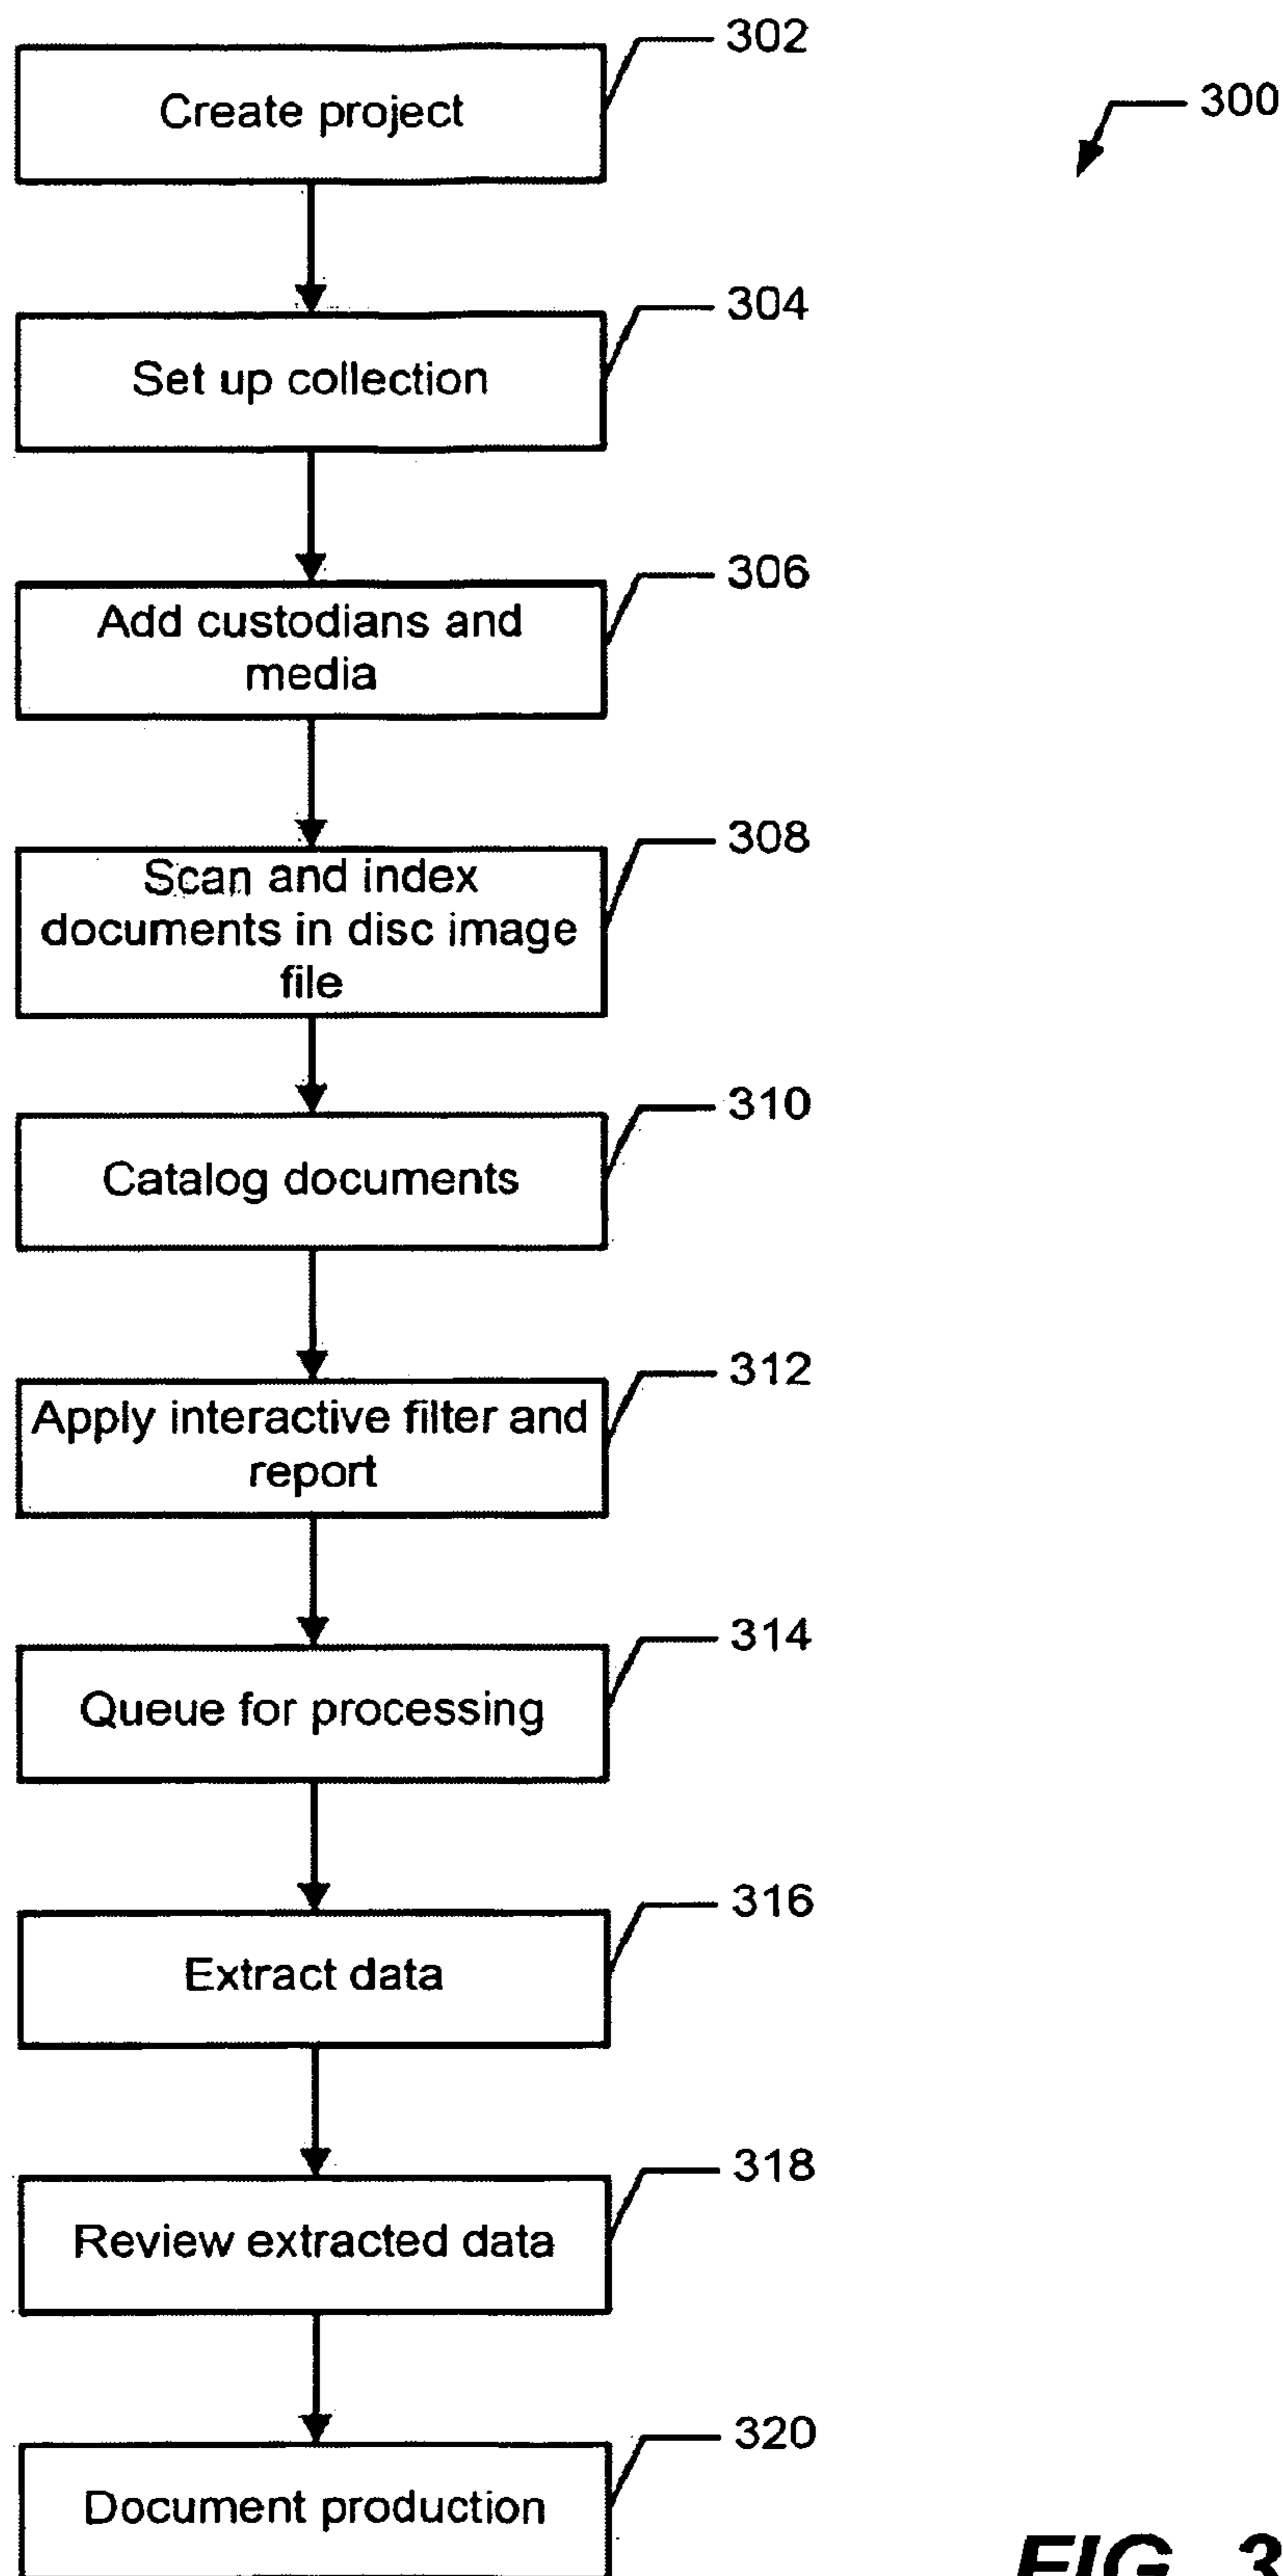 302
Create project
300
304
Set up collection
306
Add custodians and
media
308
Scan and index
documents in disc image
file
310
Catalog documents
312
Apply interactive filter and
report
314
Queue for processing
316
Extract data
318
Review extracted data
320
Document production
FIG. 3